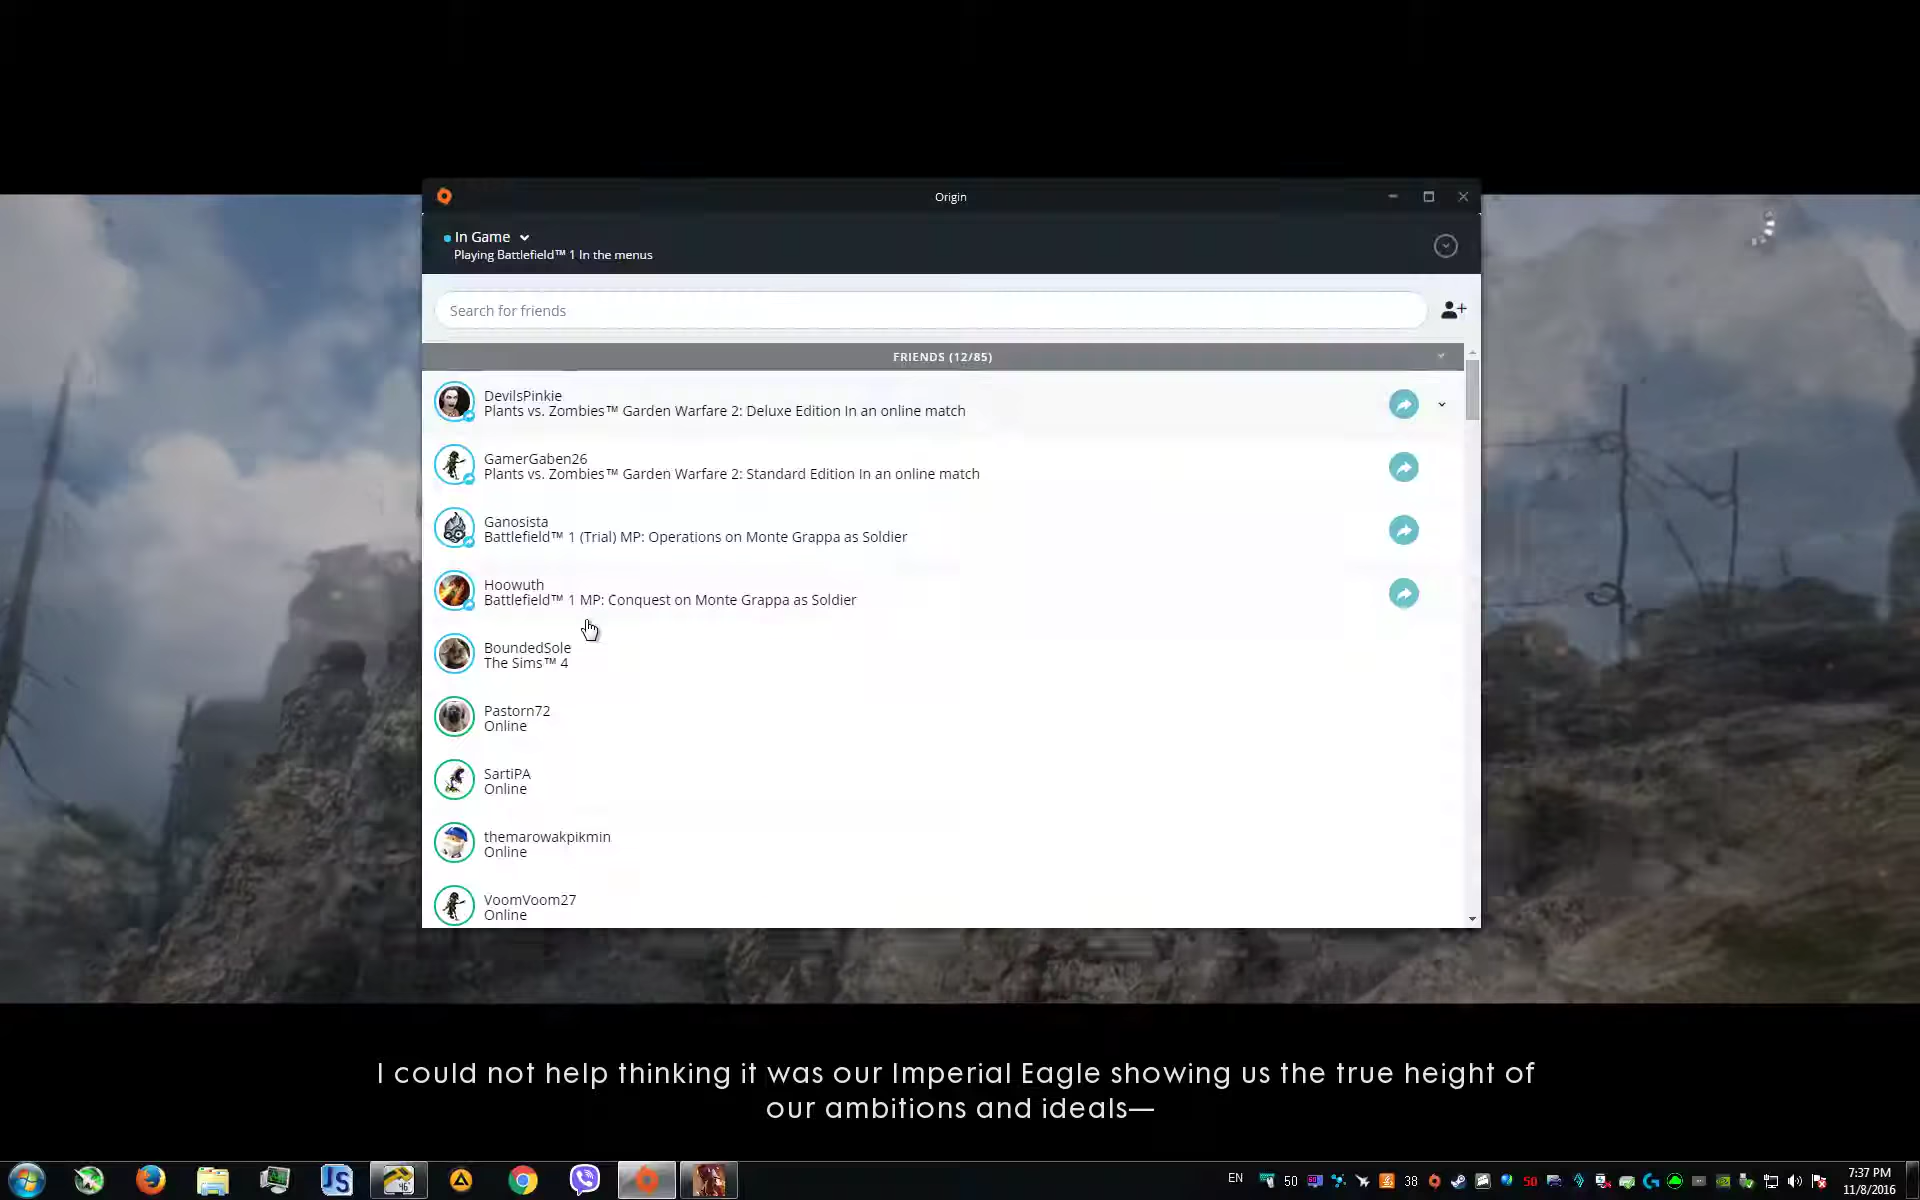 Origin
In Game
Playing Battlefield™ 1 In the menus
Search for friends
FRIENDS (12/85)
DevilsPinkie
Plants vs. Zombies™ Garden Warfare 2: Deluxe Edition In an online match
GamerGaben26
Plants vs. Zombies™ Garden Warfare 2: Standard Edition In an online match
Ganosista
Battlefield™ 1 (Trial) MP: Operations on Monte Grappa as Soldier
Hoowuth
Battlefield™ 1 MP: Conquest on Monte Grappa as Soldier
BoundedSole
The Sims™ 4
Pastorn72
Online
SartiPA
Online
themarowakpikmin
Online
VoomVoom27
Online
I could not help thinking it was our Imperial Eagle showing us the true height of
our ambitions and ideals—
JS
46°
EN
50
38
50
7:37 PM
11/8/2016